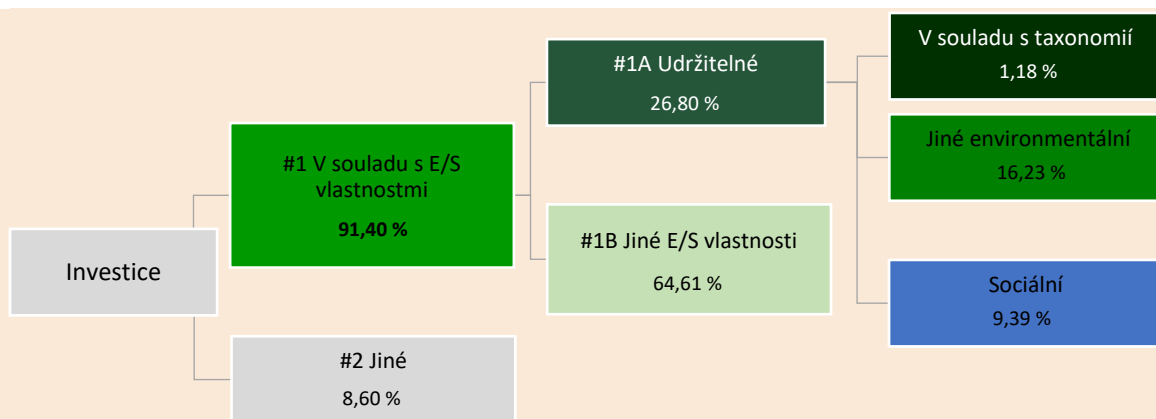 Investice
#1 V souladu s E/S
vlastnostmi
91,40 %
#2 Jiné
8,60 %
#1A Udržitelné
26,80 %
#1B Jiné E/S vlastnosti
64,61 %
V souladu s taxonomií
1,18 %
Jiné environmentální
16,23 %
Sociální
9,39 %